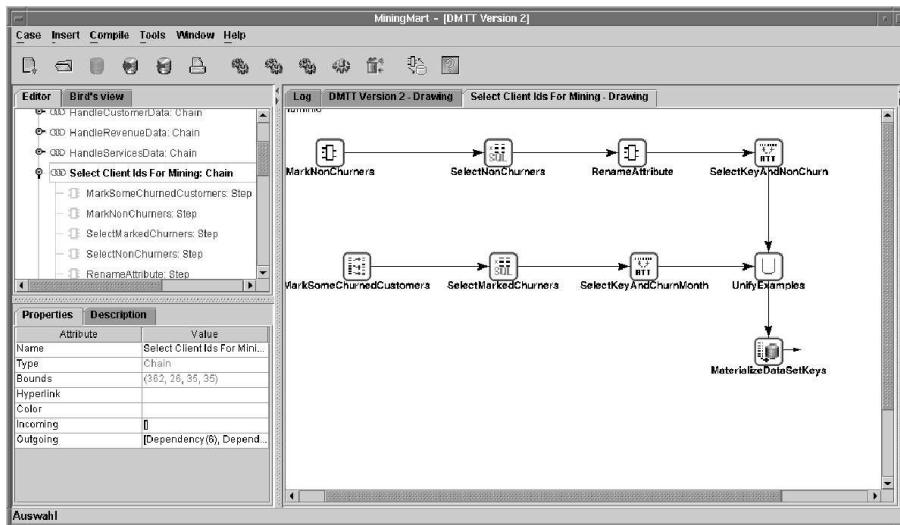 MiningMart - [DMTT Version 2]
Case Insert Compile Tools Window Help
Editor Bird's view
HandleCustomerData: Chain
HandleRevenueData: Chain
HandleServicesData: Chain
Select Client Ids For Mining: Chain
MarkSomeChurnedCustomers: Step
MarkNonChurners: Step
SelectMarkedChurners: Step
SelectNonChurners: Step
RenameAttribute: Step
Properties Description
Attribute Value
Name Select Client Ids For Mini...
Type Chain
Bounds (362, 26, 35, 35)
Hyperlink
Color
Incoming []
Outgoing [Dependency(6), Depend...
Log DMTT Version 2 - Drawing Select Client Ids For Mining - Drawing
MarkNonChurners SelectNonChurners RenameAttribute SelectKeyAndNonChurn
MarkSomeChurnedCustomers SelectMarkedChurners SelectKeyAndChurnMonth UnifyExamples
MaterializeDataSetKeys
Auswahl